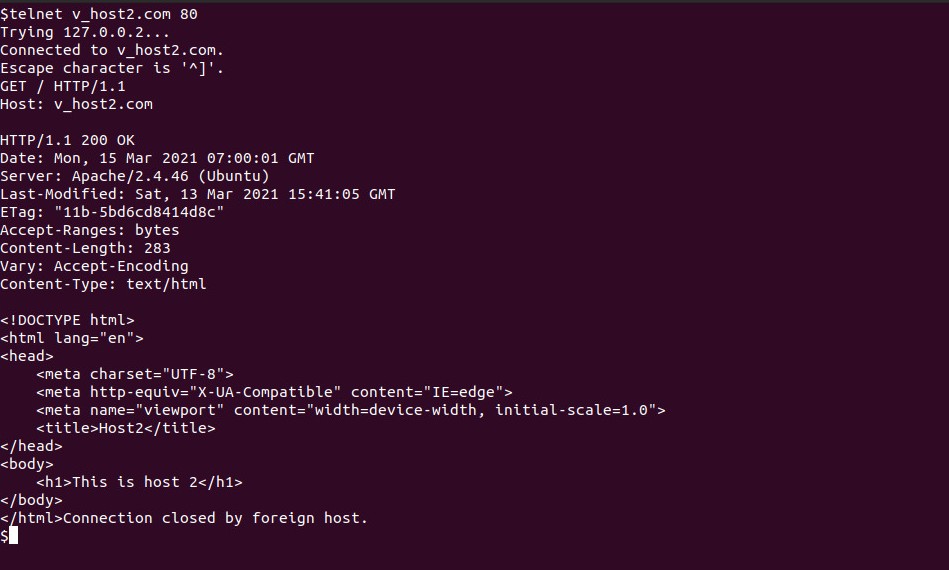 $telnet v_host2.com 80
Trying 127.0.0.2...
Connected to v_host2.com.
Escape character is '^]'.
GET / HTTP/1.1
Host: v_host2.com

HTTP/1.1 200 OK
Date: Mon, 15 Mar 2021 07:00:01 GMT
Server: Apache/2.4.46 (Ubuntu)
Last-Modified: Sat, 13 Mar 2021 15:41:05 GMT
ETag: "11b-5bd6cd8414d8c"
Accept-Ranges: bytes
Content-Length: 283
Vary: Accept-Encoding
Content-Type: text/html

<!DOCTYPE html>
<html lang="en">
<head>
    <meta charset="UTF-8">
    <meta http-equiv="X-UA-Compatible" content="IE=edge">
    <meta name="viewport" content="width=device-width, initial-scale=1.0">
    <title>Host2</title>
</head>
<body>
    <h1>This is host 2</h1>
</body>
</html>Connection closed by foreign host.
$